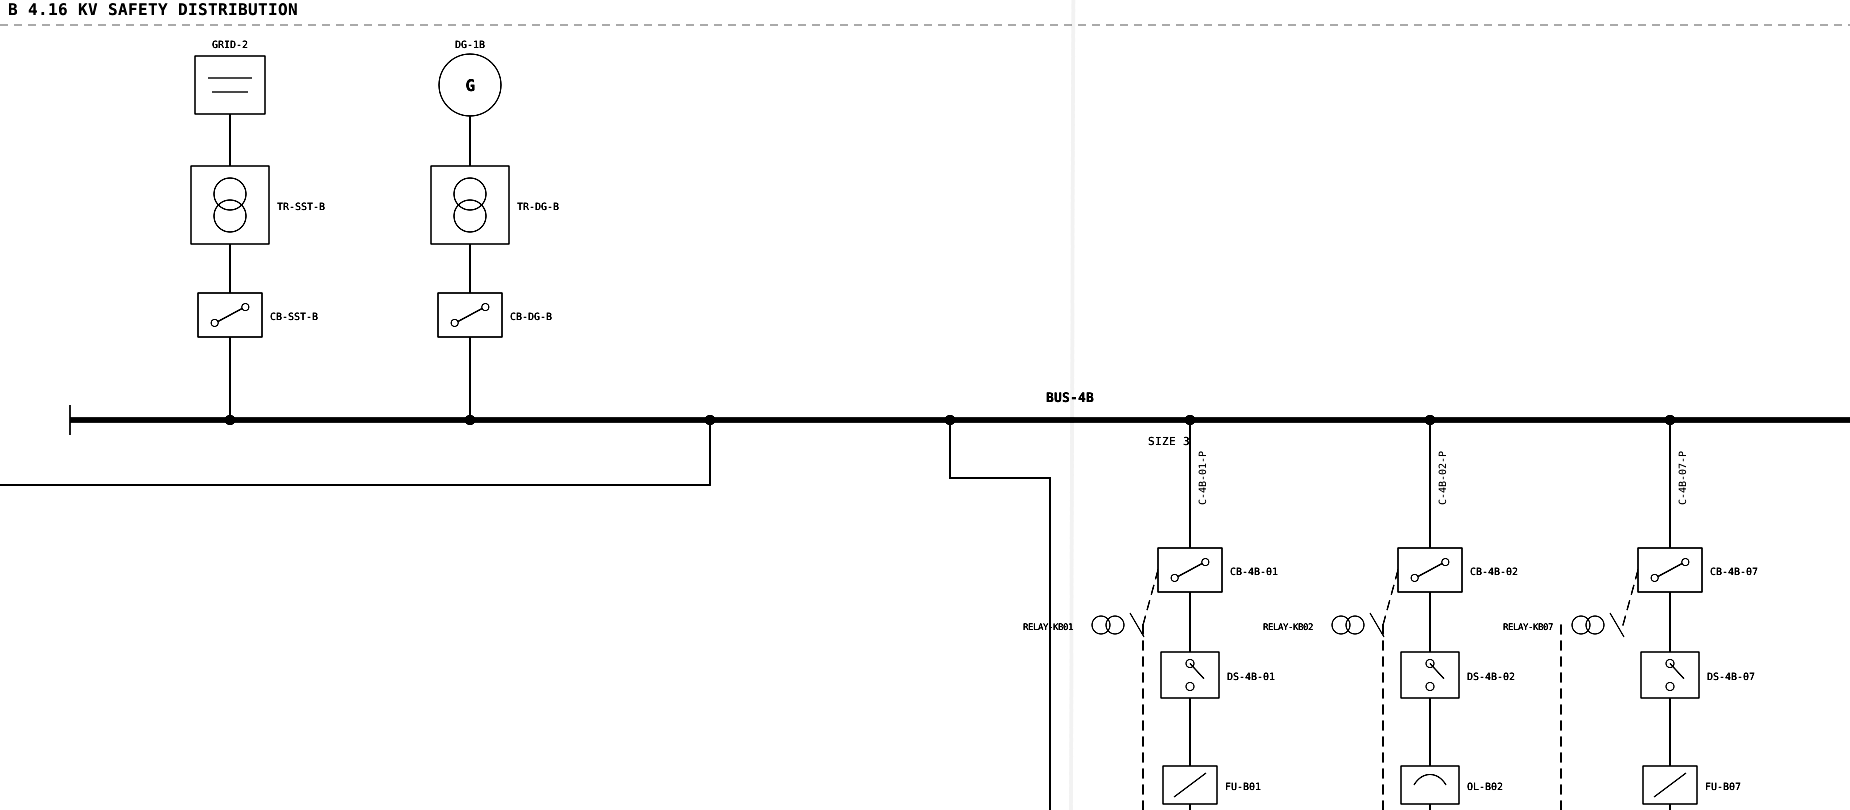 B 4.16 KV SAFETY DISTRIBUTION
GRID-2
DG-1B
G
TR-SST-B
TR-DG-B
CB-SST-B
CB-DG-B
BUS-4B
SIZE 3
C-4B-01-P
C-4B-02-P
C-4B-07-P
CB-4B-01
CB-4B-02
CB-4B-07
RELAY-KB01
RELAY-KB02
RELAY-KB07
DS-4B-01
DS-4B-02
DS-4B-07
FU-B01
OL-B02
FU-B07